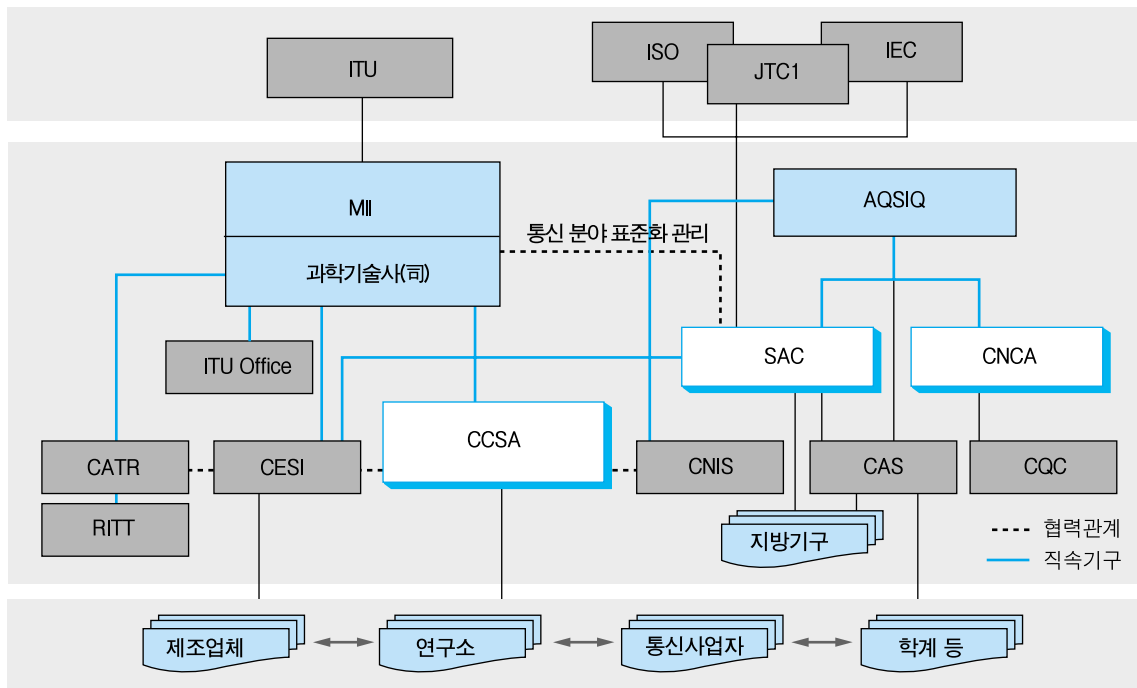 ITU
ISO
JTC1
IEC
MII
과학기술사(司)
통신 분야 표준화 관리
AQSIQ
ITU Office
SAC
CNCA
CATR
CESI
CCSA
CNIS
CAS
CQC
RITT
지방기구
협력관계
직속기구
제조업체
연구소
통신사업자
학계 등